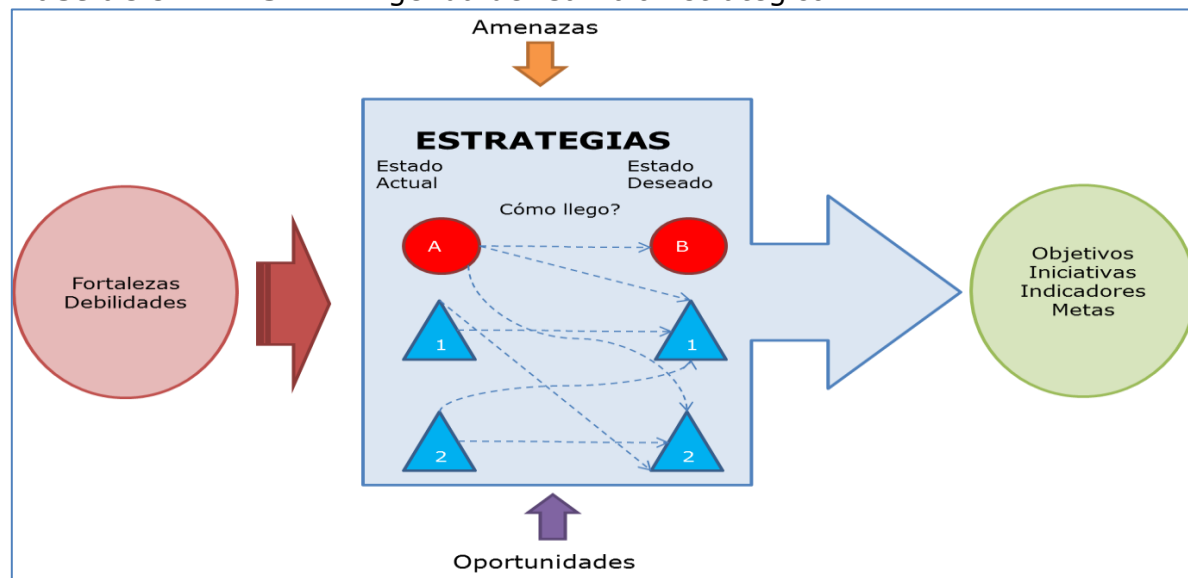 Amenazas
ESTRATEGIAS
Estado
Actual
Estado
Deseado
Cómo llego?
A
B
Fortalezas
Debilidades
Objetivos
Iniciativas
Indicadores
Metas
1
1
2
2
Oportunidades